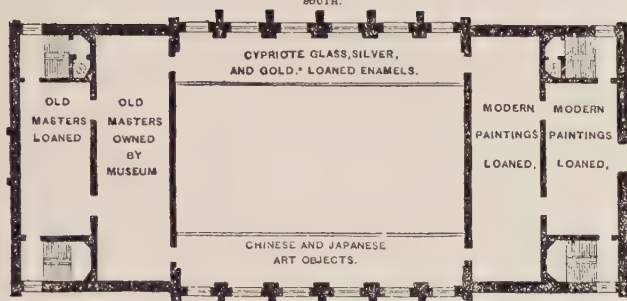 SOUTH.
CYPRIOTE GLASS, SILVER,
AND GOLD.* LOANED ENAMELS.
OLD
MASTERS
LOANED
OLD
MASTERS
OWNED
BY
MUSEUM
MODERN
PAINTINGS
LOANED,
MODERN
PAINTINGS
LOANED,
CHINESE AND JAPANESE
ART OBJECTS.